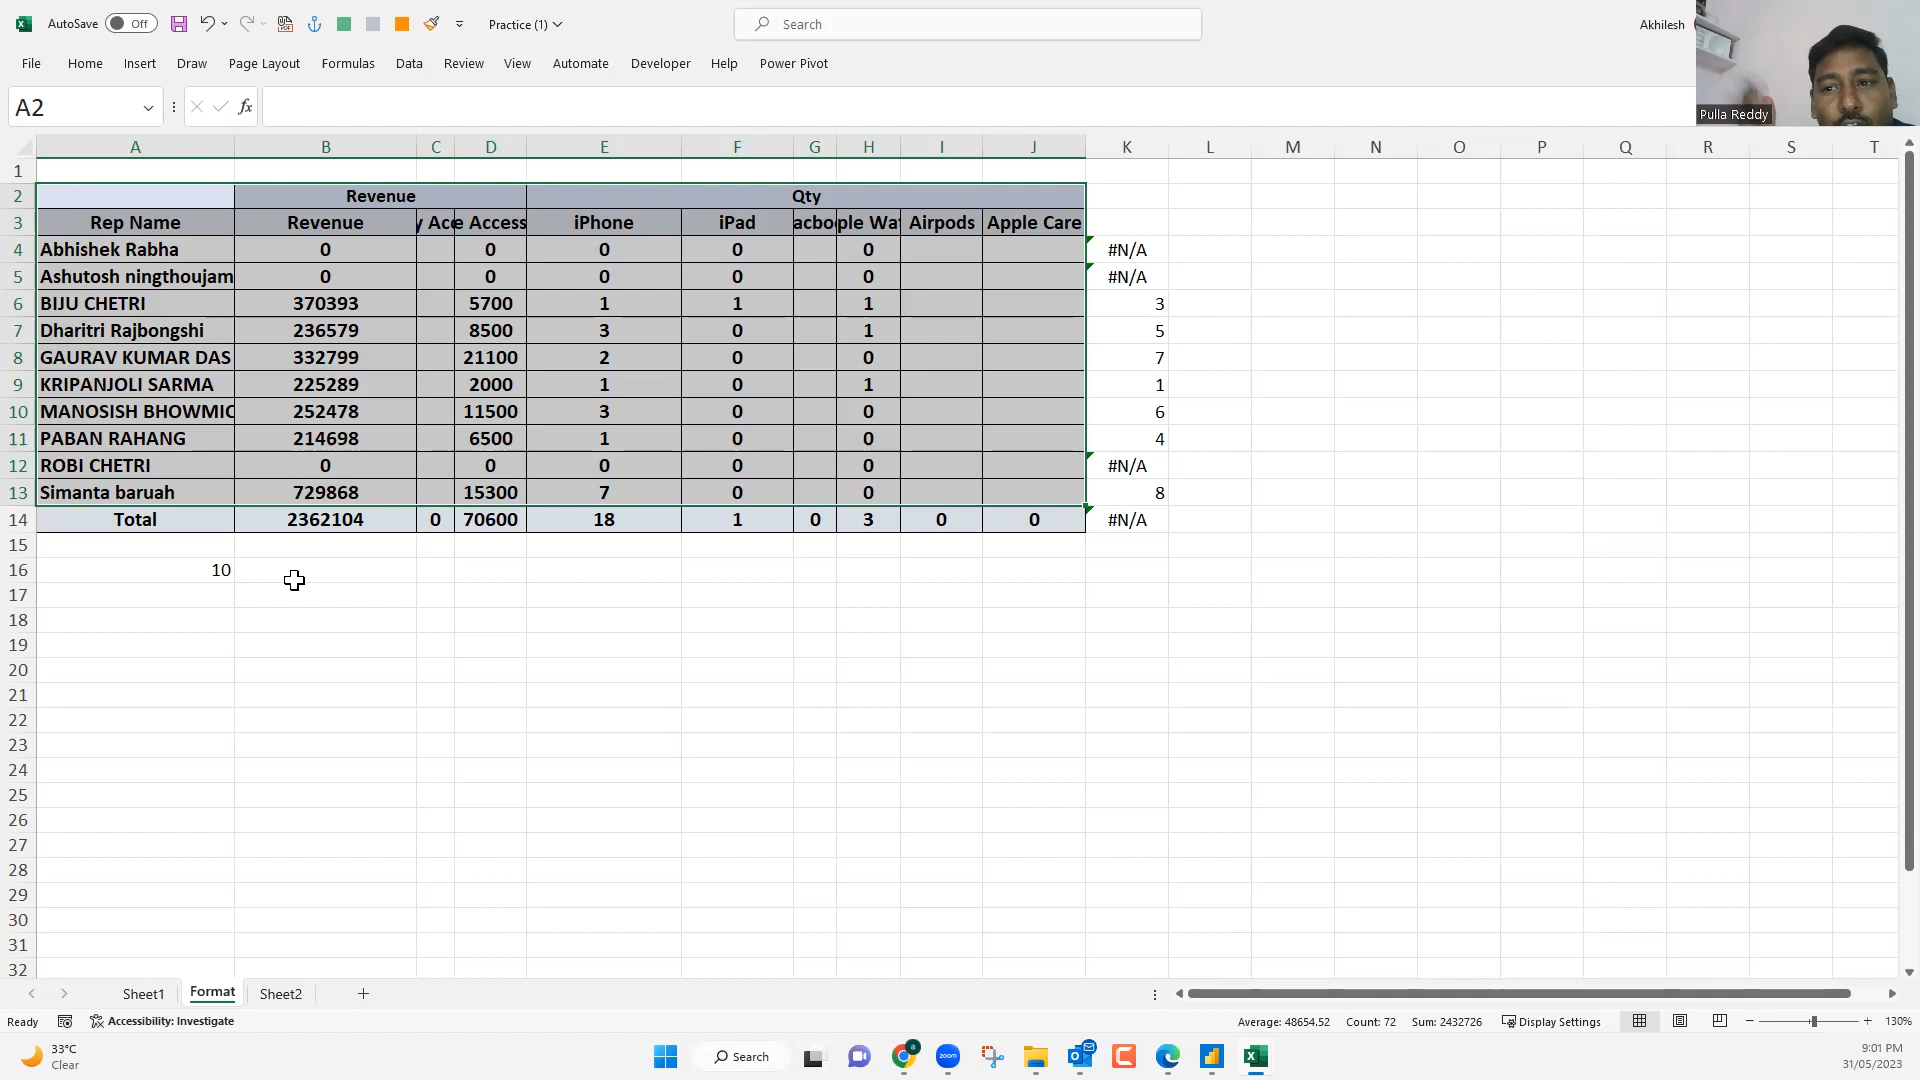 AutoSave Off Practice (1) Search Akhilesh
File Home Insert Draw Page Layout Formulas Data Review View Automate Developer Help Power Pivot
Pulla Reddy
A2 fx
A B C D E F G H I J K L M N O P Q R S T
1
2 Revenue Qty
3 Rep Name Revenue y Ace e Access iPhone iPad acboo ple Wat Airpods Apple Care
4 Abhishek Rabha 0 0 0 0 0 #N/A
5 Ashutosh ningthoujam 0 0 0 0 0 #N/A
6 BIJU CHETRI 370393 5700 1 1 1 3
7 Dharitri Rajbongshi 236579 8500 3 0 1 5
8 GAURAV KUMAR DAS 332799 21100 2 0 0 7
9 KRIPANJOLI SARMA 225289 2000 1 0 1 1
10 MANOSISH BHOWMIC 252478 11500 3 0 0 6
11 PABAN RAHANG 214698 6500 1 0 0 4
12 ROBI CHETRI 0 0 0 0 0 #N/A
13 Simanta baruah 729868 15300 7 0 0 8
14 Total 2362104 0 70600 18 1 0 3 0 0 #N/A
15
16 10
17
18
19
20
21
22
23
24
25
26
27
28
29
30
31
32
Sheet1 Format Sheet2
Ready Accessibility: Investigate Average: 48654.52 Count: 72 Sum: 2432726 Display Settings 130%
33°C
Clear
Search
zoom
9:01 PM
31/05/2023